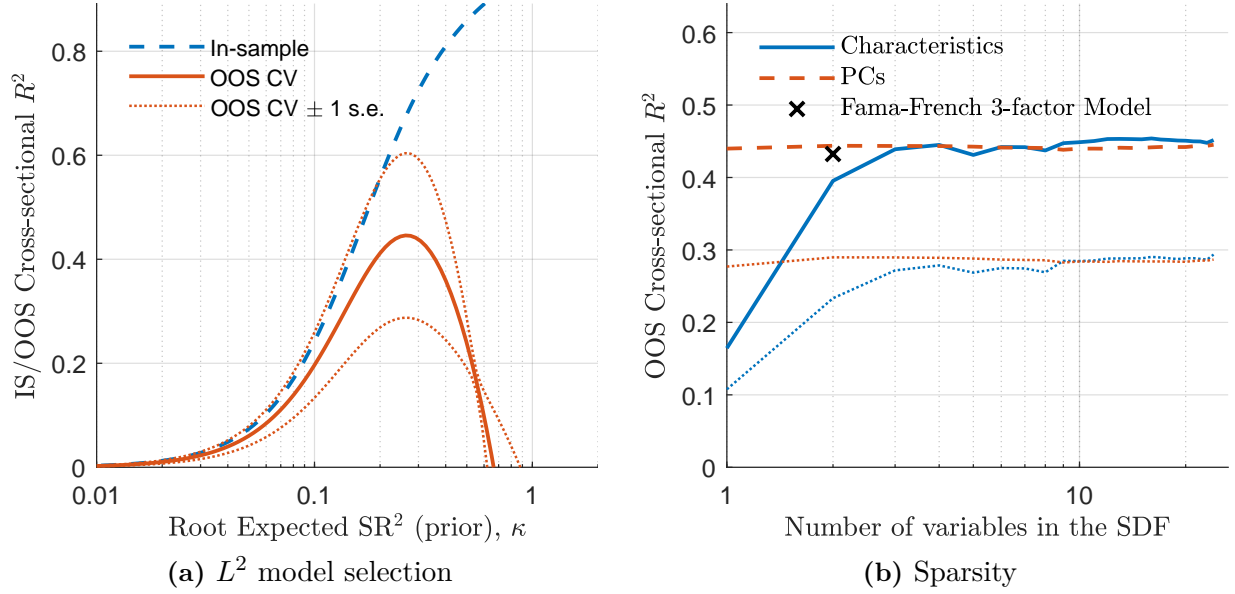 IS/OOS Cross-sectional R²
0.8
0.6
0.4
0.2
0
0.01
0.1
1
In-sample
OOS CV
OOS CV ± 1 s.e.
Root Expected SR² (prior), κ
(a) L² model selection
OOS Cross-sectional R²
0.6
0.5
0.4
0.3
0.2
0.1
0
1
10
Characteristics
PCs
Fama-French 3-factor Model
Number of variables in the SDF
(b) Sparsity